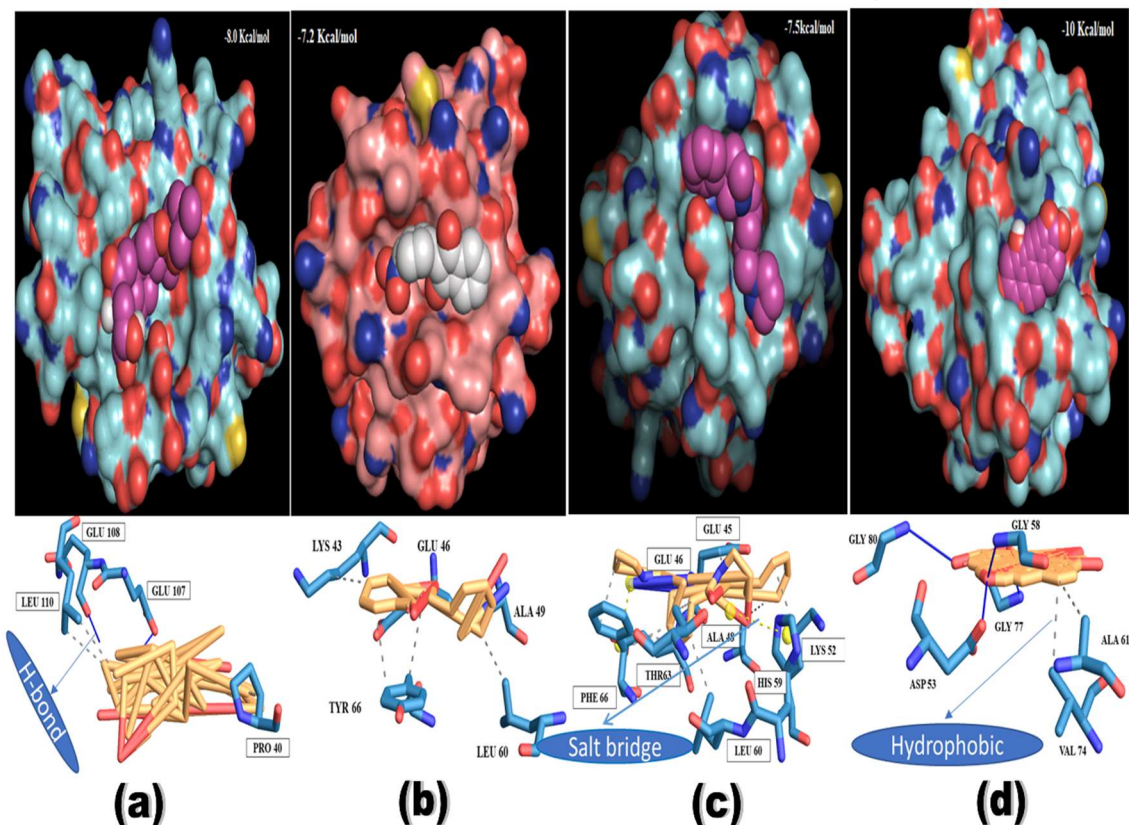 -8.0 Kcal/mol
-7.2 Kcal/mol
-7.5kcal/mol
-10 Kcal/mol
GLU 108
LEU 110
GLU 107
H-bond
PRO 40
LYS 43
GLU 46
ALA 49
TYR 66
LEU 60
GLU 45
GLU 46
ALA 48
LYS 52
THR63
HIS 59
PHE 66
Salt bridge
LEU 60
GLY 58
GLY 80
GLY 77
ALA 61
ASP 53
Hydrophobic
VAL 74
(a)
(b)
(c)
(d)